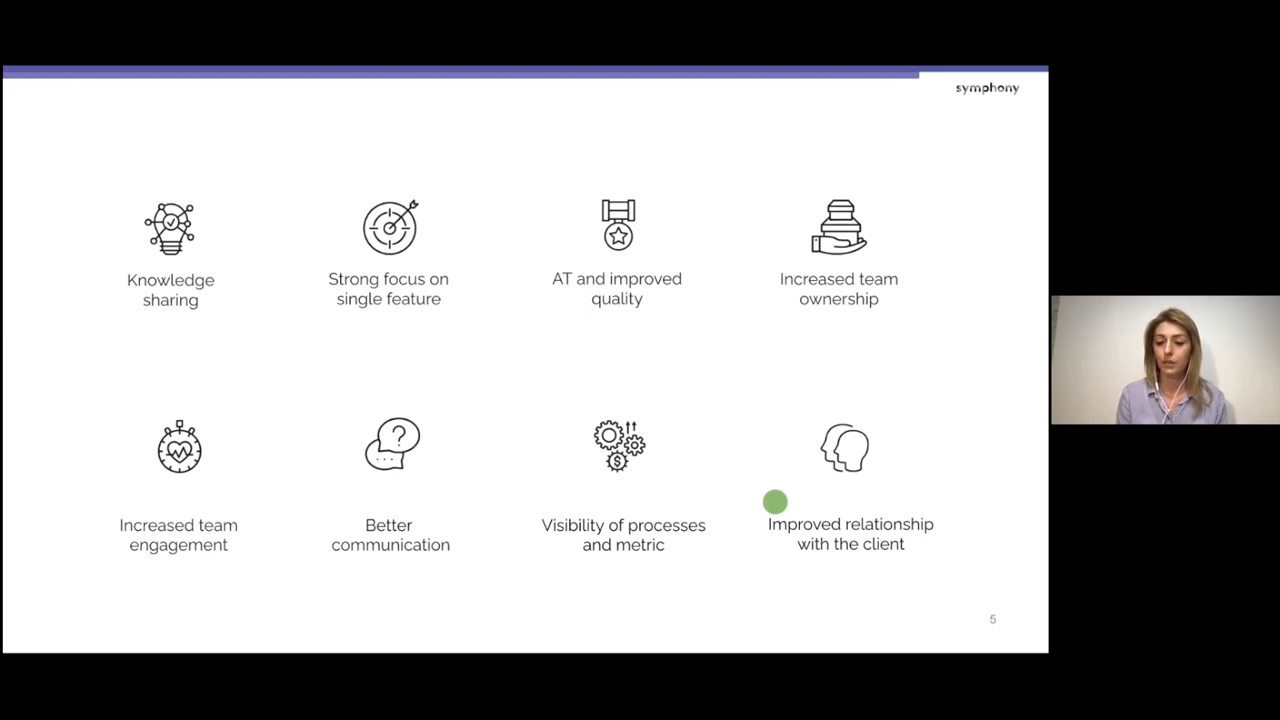 symphony
Knowledge
sharing
Strong focus on
single feature
AT and improved
quality
Increased team
ownership
?
$
Increased team
engagement
Better
communication
Visibility of processes
and metric
Improved relationship
with the client
5